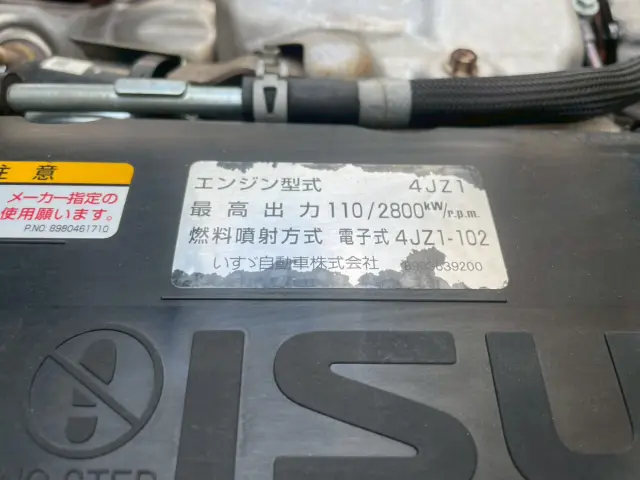 注意
メーカー指定の
使用願います。
P.NO. 8980461710
エンジン型式 4JZ1
最高出力 110/2800kW/r.p.m.
燃料噴射方式 電子式 4JZ1-102
いすゞ自動車株式会社
ISU